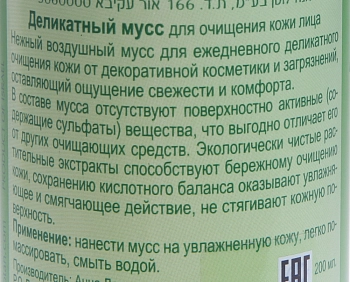 ת.ד. 166 אור עקיבא
Деликатный мусс для очищения кожи лица
Нежный воздушный мусс для ежедневного деликатного
очищения кожи от декоративной косметики и загрязнений,
оставляющий ощущение свежести и комфорта.
В составе мусса отсутствуют поверхностно активные (со-
держащие сульфаты) вещества, что выгодно отличает его
от других очищающих средств. Экологически чистые рас-
тительные экстракты способствуют бережному очищению
кожи, сохранению кислотного баланса оказывают увлажня-
ющее и смягчающее действие, не стягивают кожную по-
верхность.
Применение: нанести мусс на увлажненную кожу, легко по-
массировать, смыть водой.
Производитель: Анна
200 мл.
EAC